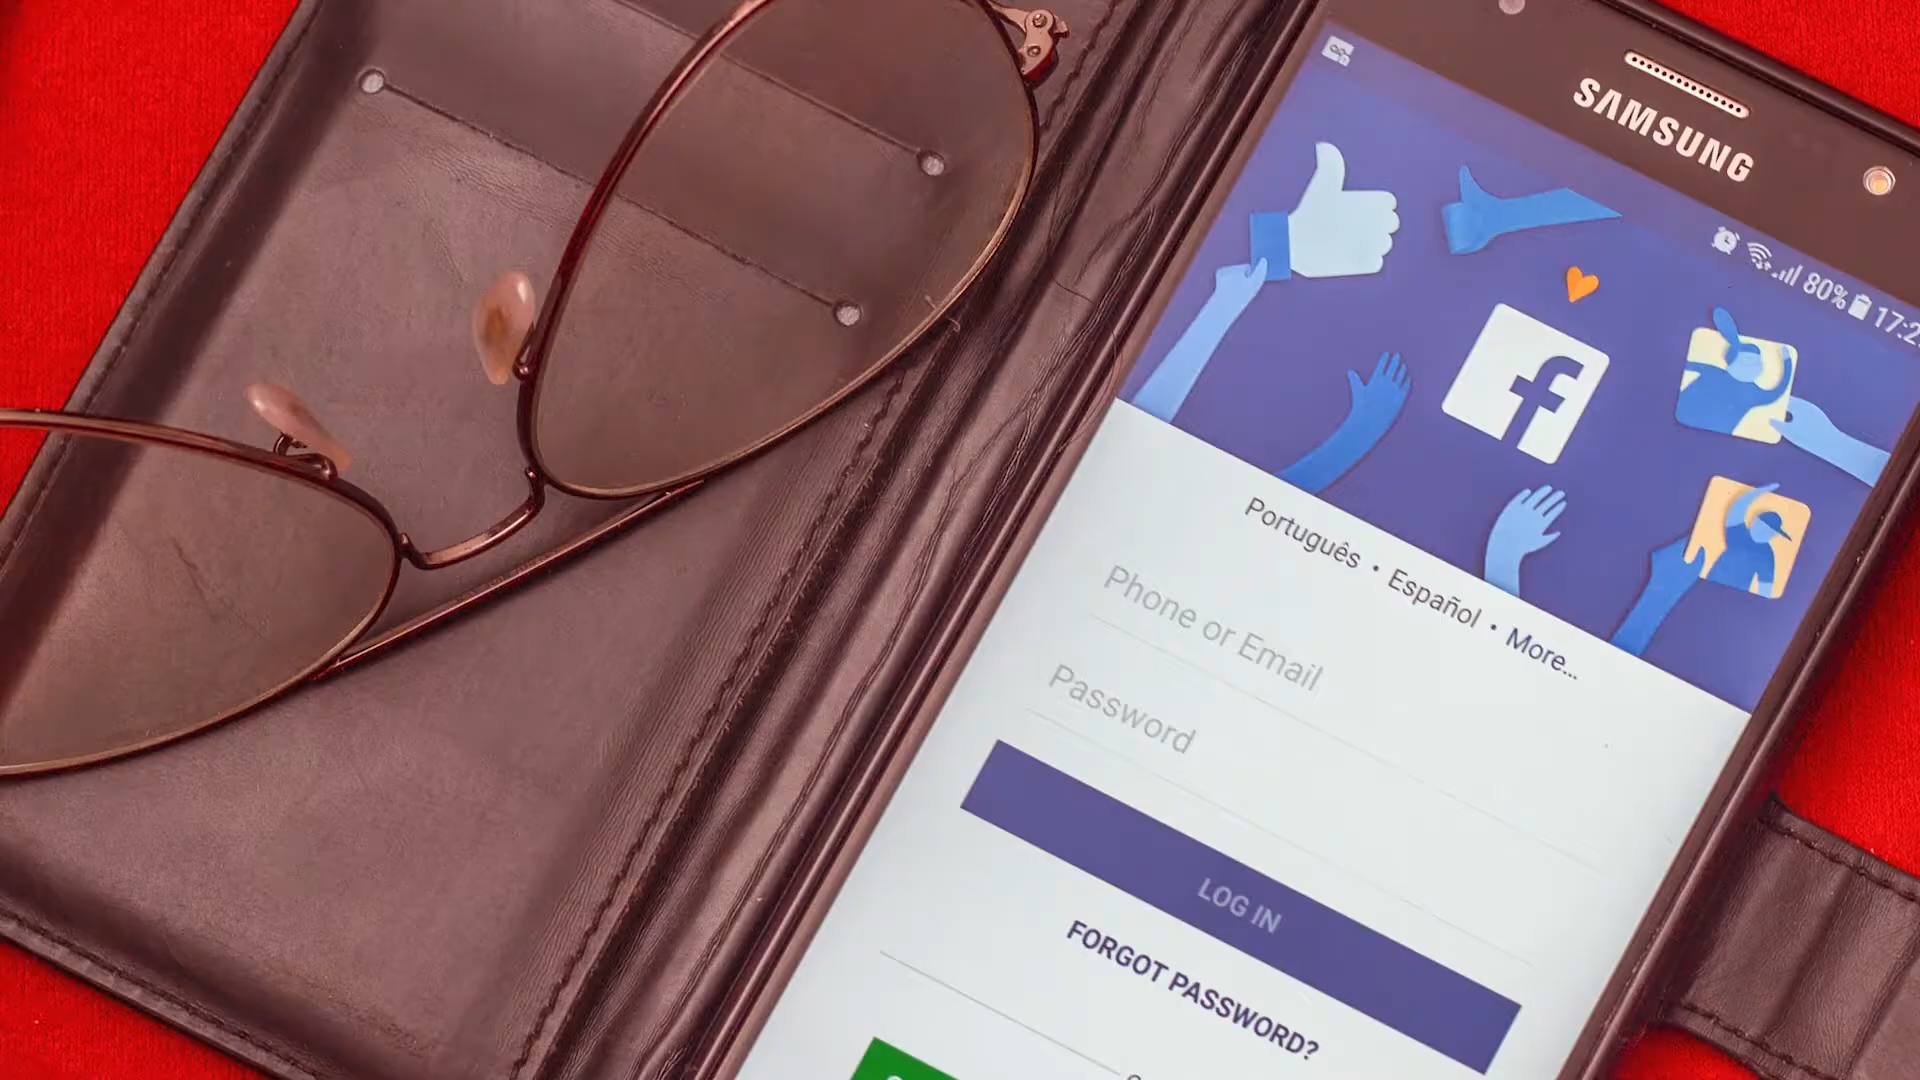 SAMSUNG
80% 17:2
f
Português • Español • More...
Phone or Email
Password
LOG IN
FORGOT PASSWORD?